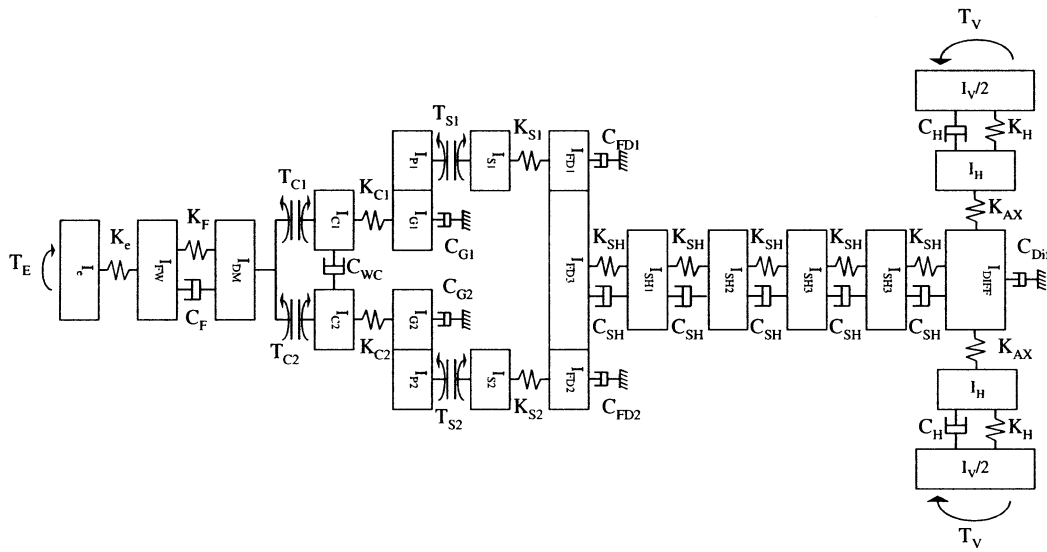 T_V
I_V/2
C_H
K_H
I_H
K_AX
T_S1
K_S1
C_FD1
I_P1
I_S1
I_FD1
T_C1
K_C1
I_C1
I_G1
C_G1
K_e
K_F
T_E
I_e
I_FW
I_DM
C_F
C_WC
K_SH
K_SH
K_SH
K_SH
K_SH
I_FD3
I_SH1
I_SH2
I_SH3
I_SH3
I_DIFF
C_SH
C_SH
C_SH
C_SH
C_SH
T_C2
I_C2
K_C2
I_G2
C_G2
I_P2
T_S2
I_S2
K_S2
I_FD2
C_FD2
K_AX
I_H
C_H
K_H
I_V/2
T_V